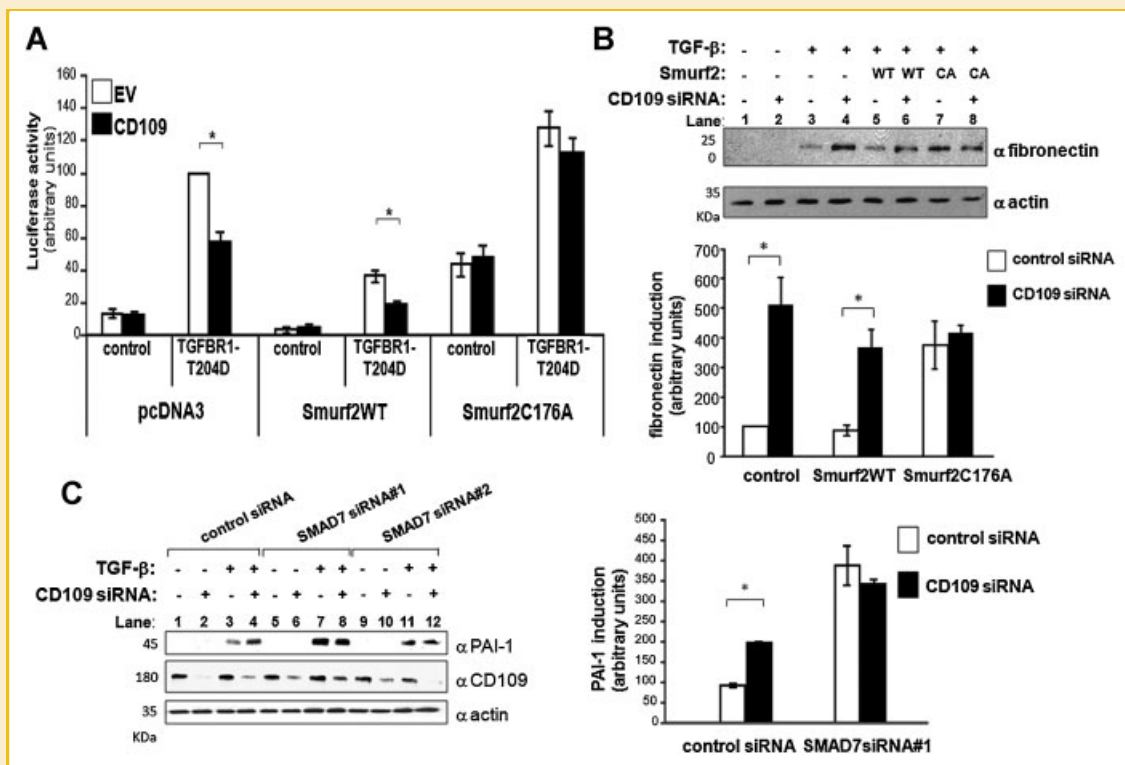 A
Luciferase activity
(arbitrary units)
160
140
120
100
80
60
40
20
0
EV
CD109
*
*
control
TGFBR1-
T204D
control
TGFBR1-
T204D
control
TGFBR1-
T204D
pcDNA3
Smurf2WT
Smurf2C176A
B
TGF-β: - - + + + + + +
Smurf2: WT WT CA CA
CD109 siRNA: - + - + - + - +
Lane: 1 2 3 4 5 6 7 8
25
0
α fibronectin
35
KDa
α actin
fibronectin induction
(arbitrary units)
700
600
500
400
300
200
100
0
*
*
control siRNA
CD109 siRNA
control
Smurf2WT
Smurf2C176A
C
control siRNA
SMAD7 siRNA#1
SMAD7 siRNA#2
TGF-β: - - + + - - + + - - + +
CD109 siRNA: - + - + - + - + - + - +
Lane: 1 2 3 4 5 6 7 8 9 10 11 12
45
α PAI-1
180
α CD109
35
α actin
KDa
PAI-1 induction
(arbitrary units)
500
450
400
350
300
250
200
150
100
50
0
*
control siRNA
CD109 siRNA
control siRNA
SMAD7siRNA#1